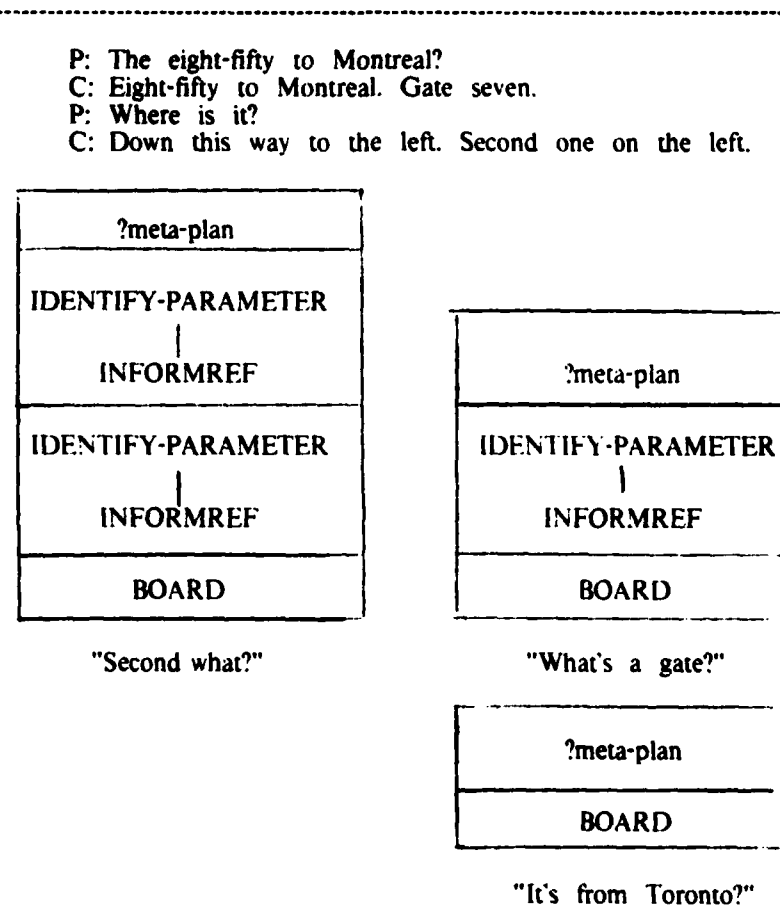 P: The eight-fifty to Montreal?
C: Eight-fifty to Montreal. Gate seven.
P: Where is it?
C: Down this way to the left. Second one on the left.
?meta-plan
IDENTIFY-PARAMETER
INFORMREF
IDENTIFY-PARAMETER
INFORMREF
BOARD
"Second what?"
?meta-plan
IDENTIFY-PARAMETER
INFORMREF
BOARD
"What's a gate?"
?meta-plan
BOARD
"It's from Toronto?"